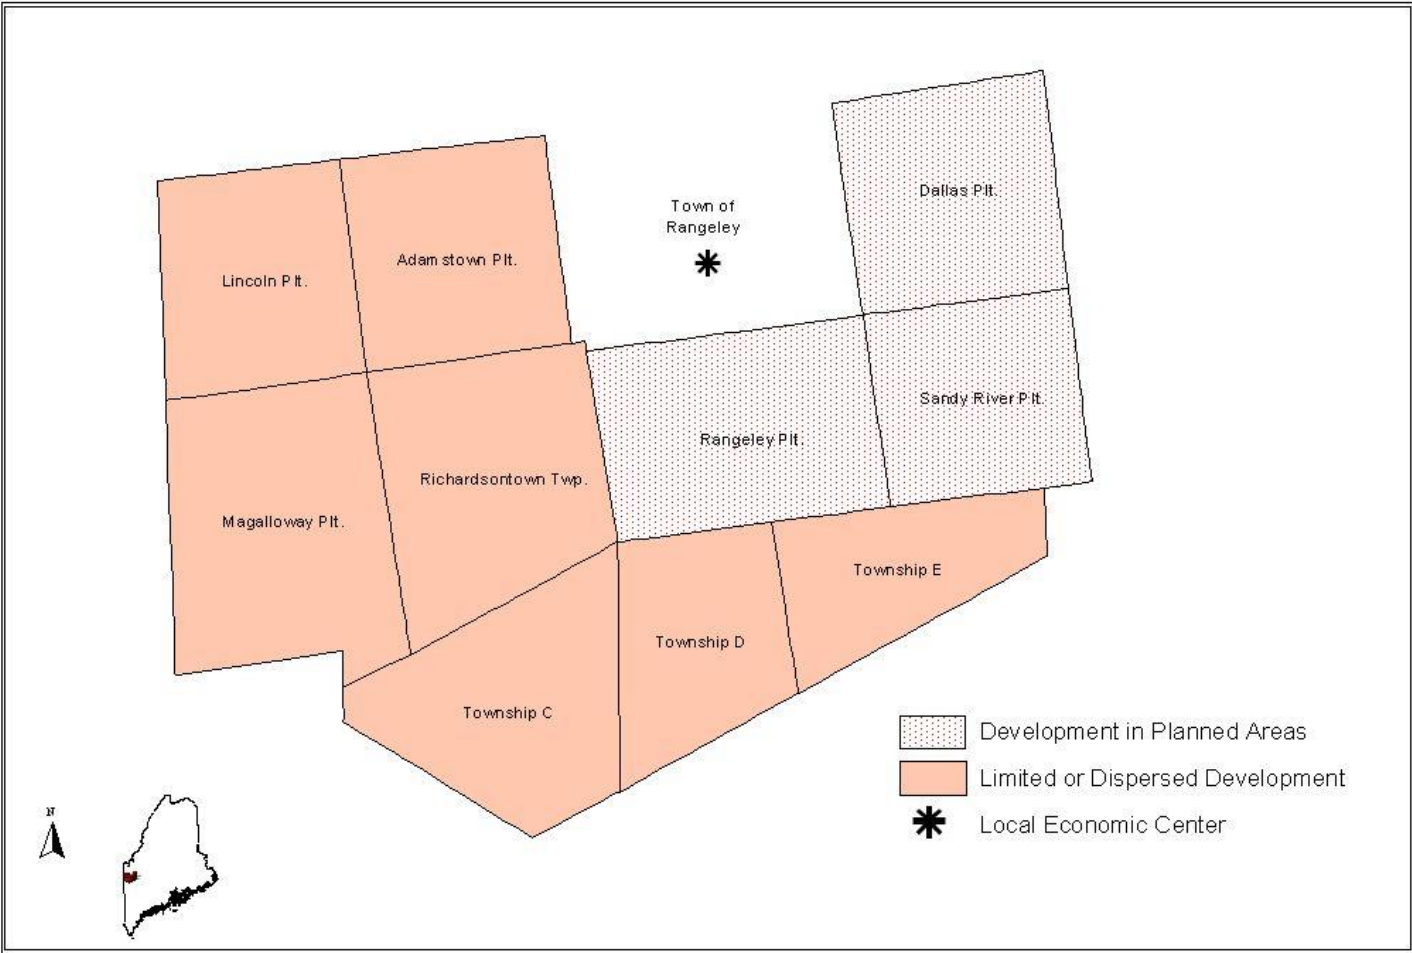 Dallas Plt.
Town of
Rangeley
Adamstown Plt.
Lincoln Plt.
Sandy River Plt.
Rangeley Plt.
Richardsontown Twp.
Magalloway Plt.
Township E
Township D
Township C
Development in Planned Areas
Limited or Dispersed Development
Local Economic Center
N